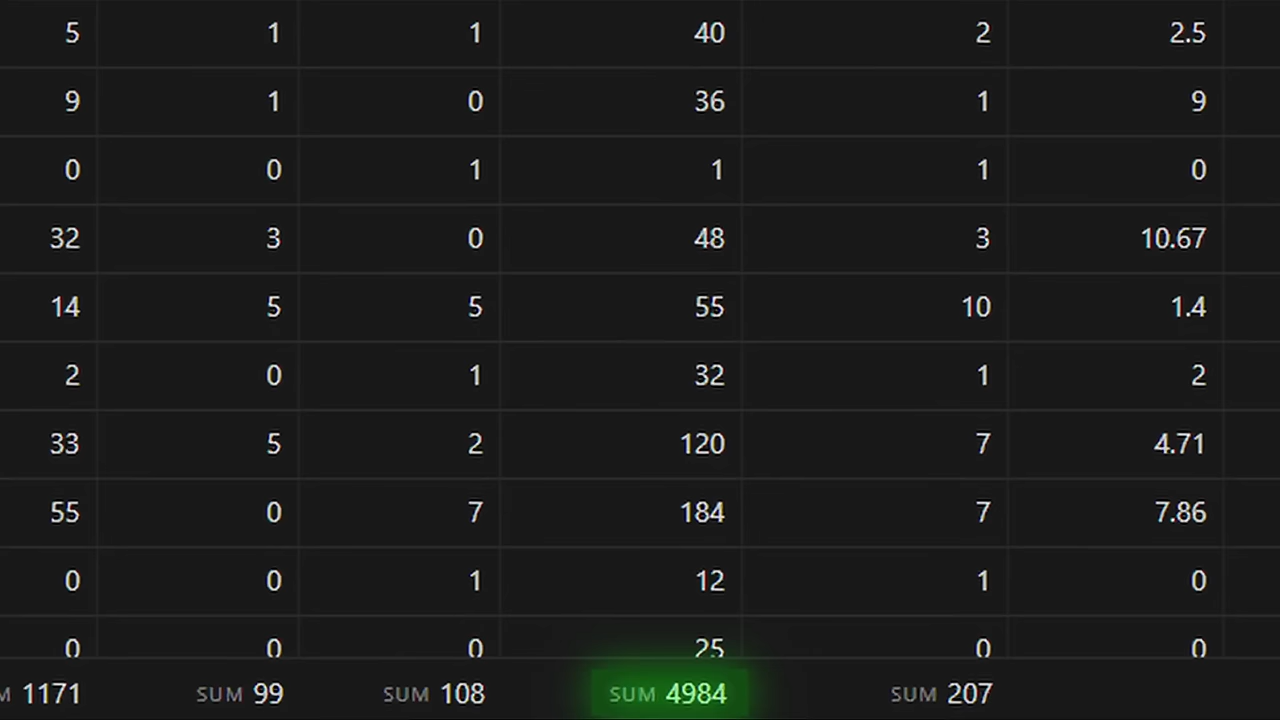 5 1 1 40 2 2.5
9 1 0 36 1 9
0 0 1 1 1 0
32 3 0 48 3 10.67
14 5 5 55 10 1.4
2 0 1 32 1 2
33 5 2 120 7 4.71
55 0 7 184 7 7.86
0 0 1 12 1 0
0 0 0 25 0 0
M 1171 SUM 99 SUM 108 SUM 4984 SUM 207